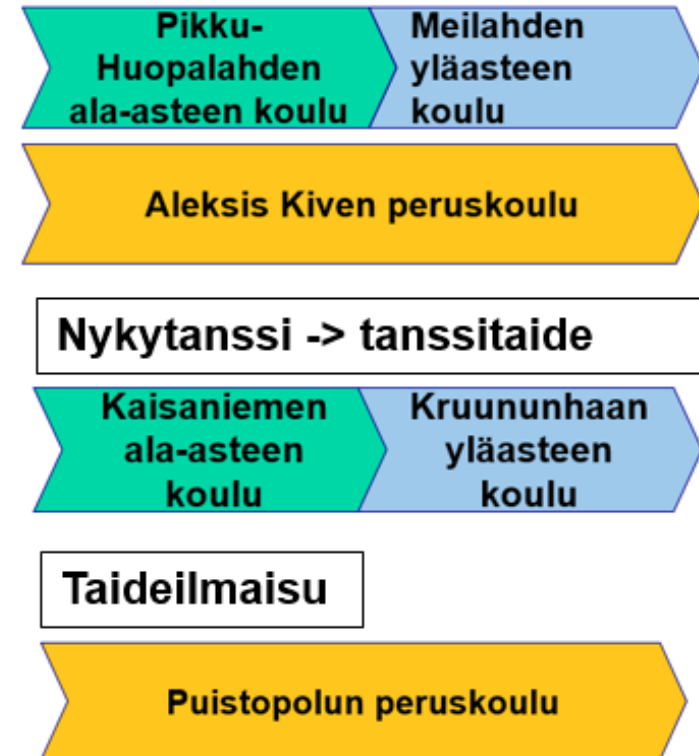 Pikku-
Huopalahden
ala-asteen koulu
Meilahden
yläasteen
koulu
Aleksis Kiven peruskoulu
Nykytanssi -> tanssitaide
Kaisaniemen
ala-asteen
koulu
Kruununhaan
yläasteen
koulu
Taideilmaisu
Puistopolun peruskoulu